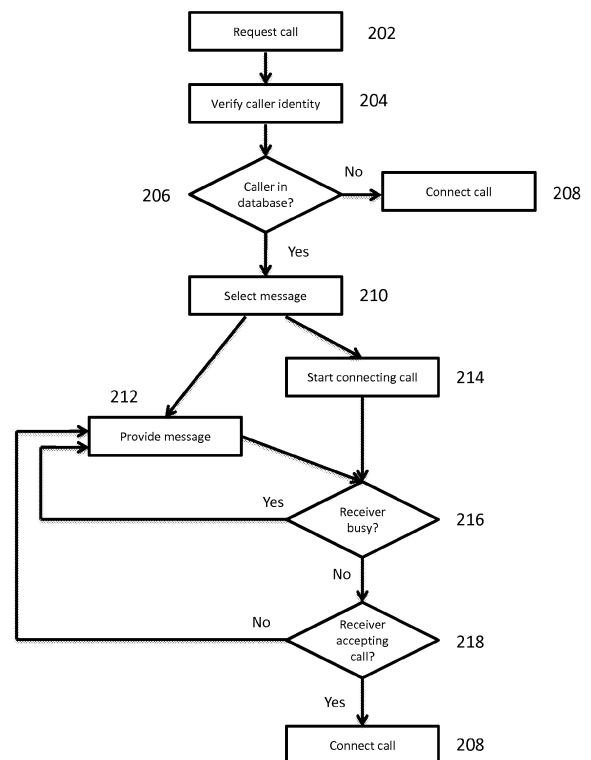 Request call
202
Verify caller identity
204
Caller in
database?
206
No
Connect call
208
Yes
Select message
210
Start connecting call
214
212
Provide message
Yes
Receiver
busy?
216
No
No
Receiver
accepting
call?
218
Yes
Connect call
208